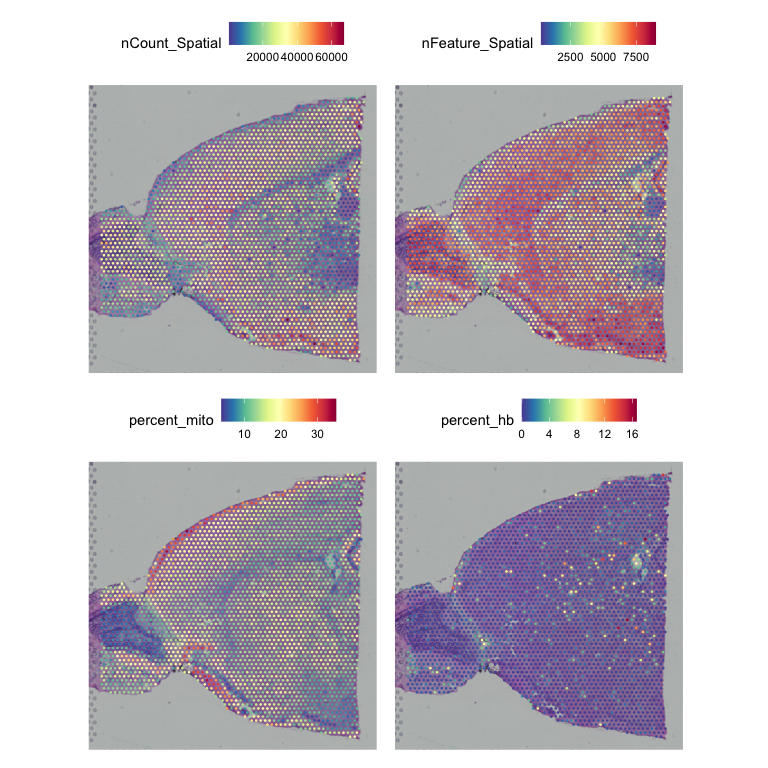 nCount_Spatial
20000 40000 60000
nFeature_Spatial
2500 5000 7500
percent_mito
10 20 30
percent_hb
0 4 8 12 16